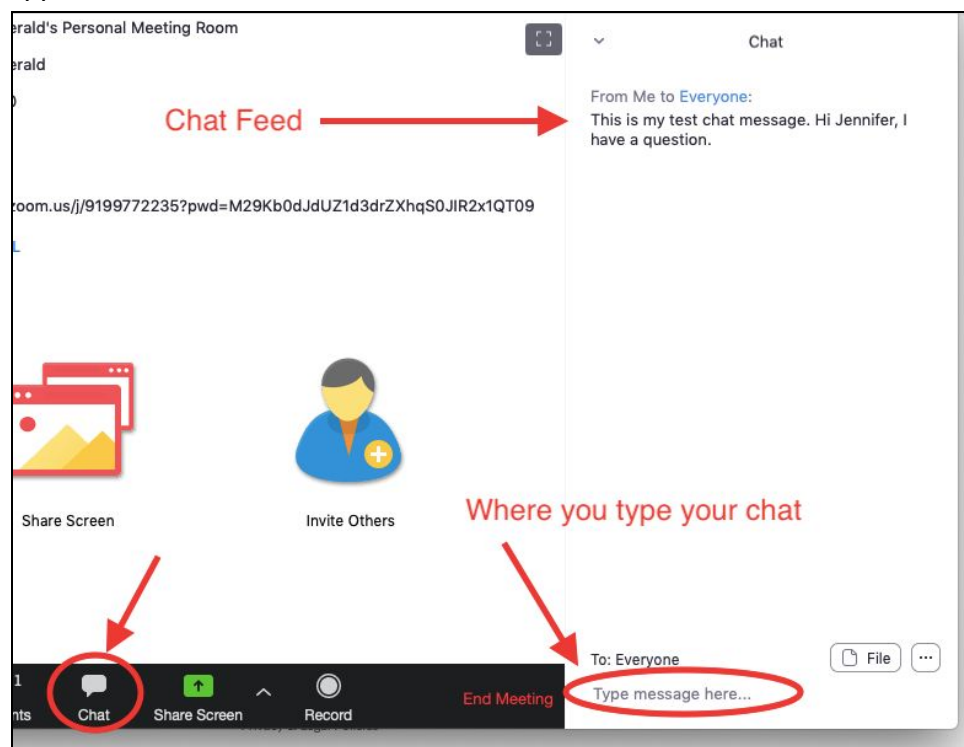 erald's Personal Meeting Room
Chat
erald
From Me to Everyone:
Chat Feed
This is my test chat message. Hi Jennifer, I
have a question.
zoom.us/j/9199772235?pwd=M29Kb0dJdUZ1d3drZXhqS0JIR2x1QT09
L
Share Screen
Invite Others
Where you type your chat
To: Everyone
File
Type message here...
1
nts
Chat
Share Screen
Record
End Meeting